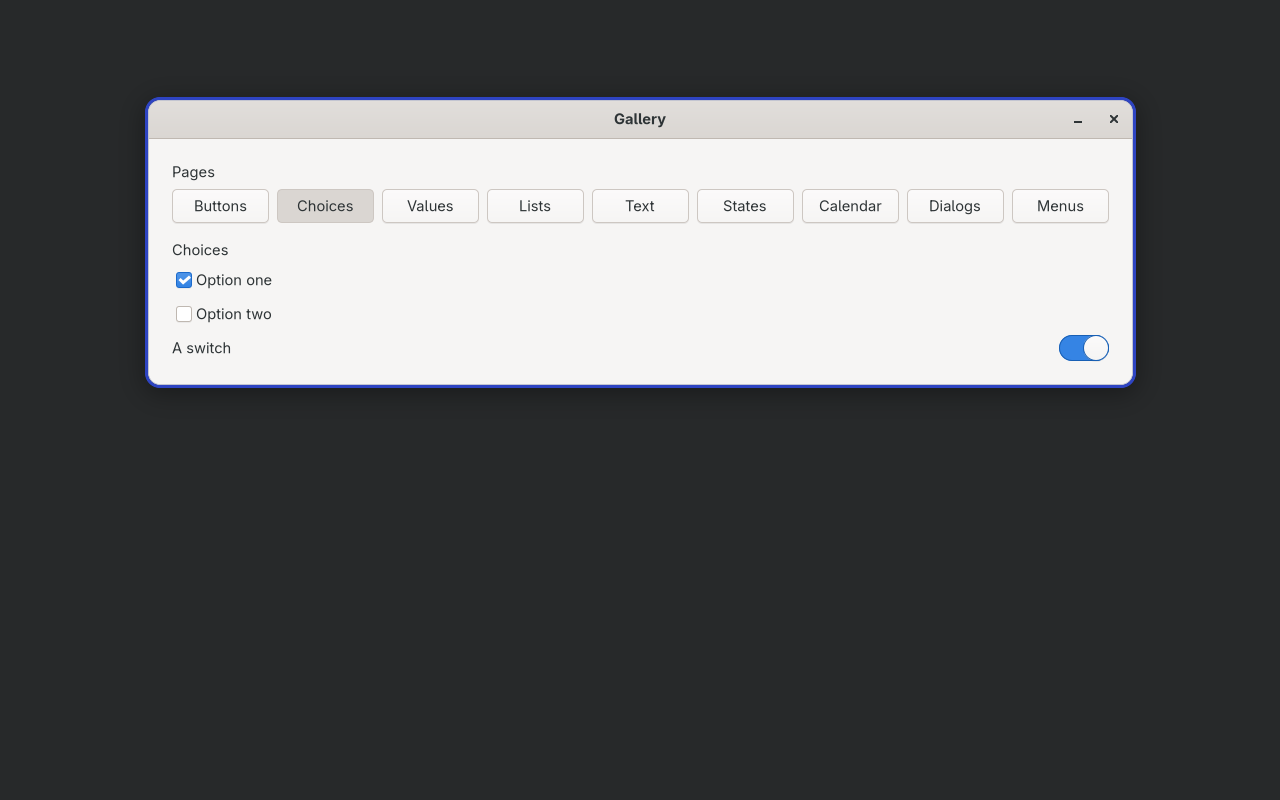 Gallery
Pages
Buttons Choices Values Lists Text States Calendar Dialogs Menus
Choices
Option one
Option two
A switch